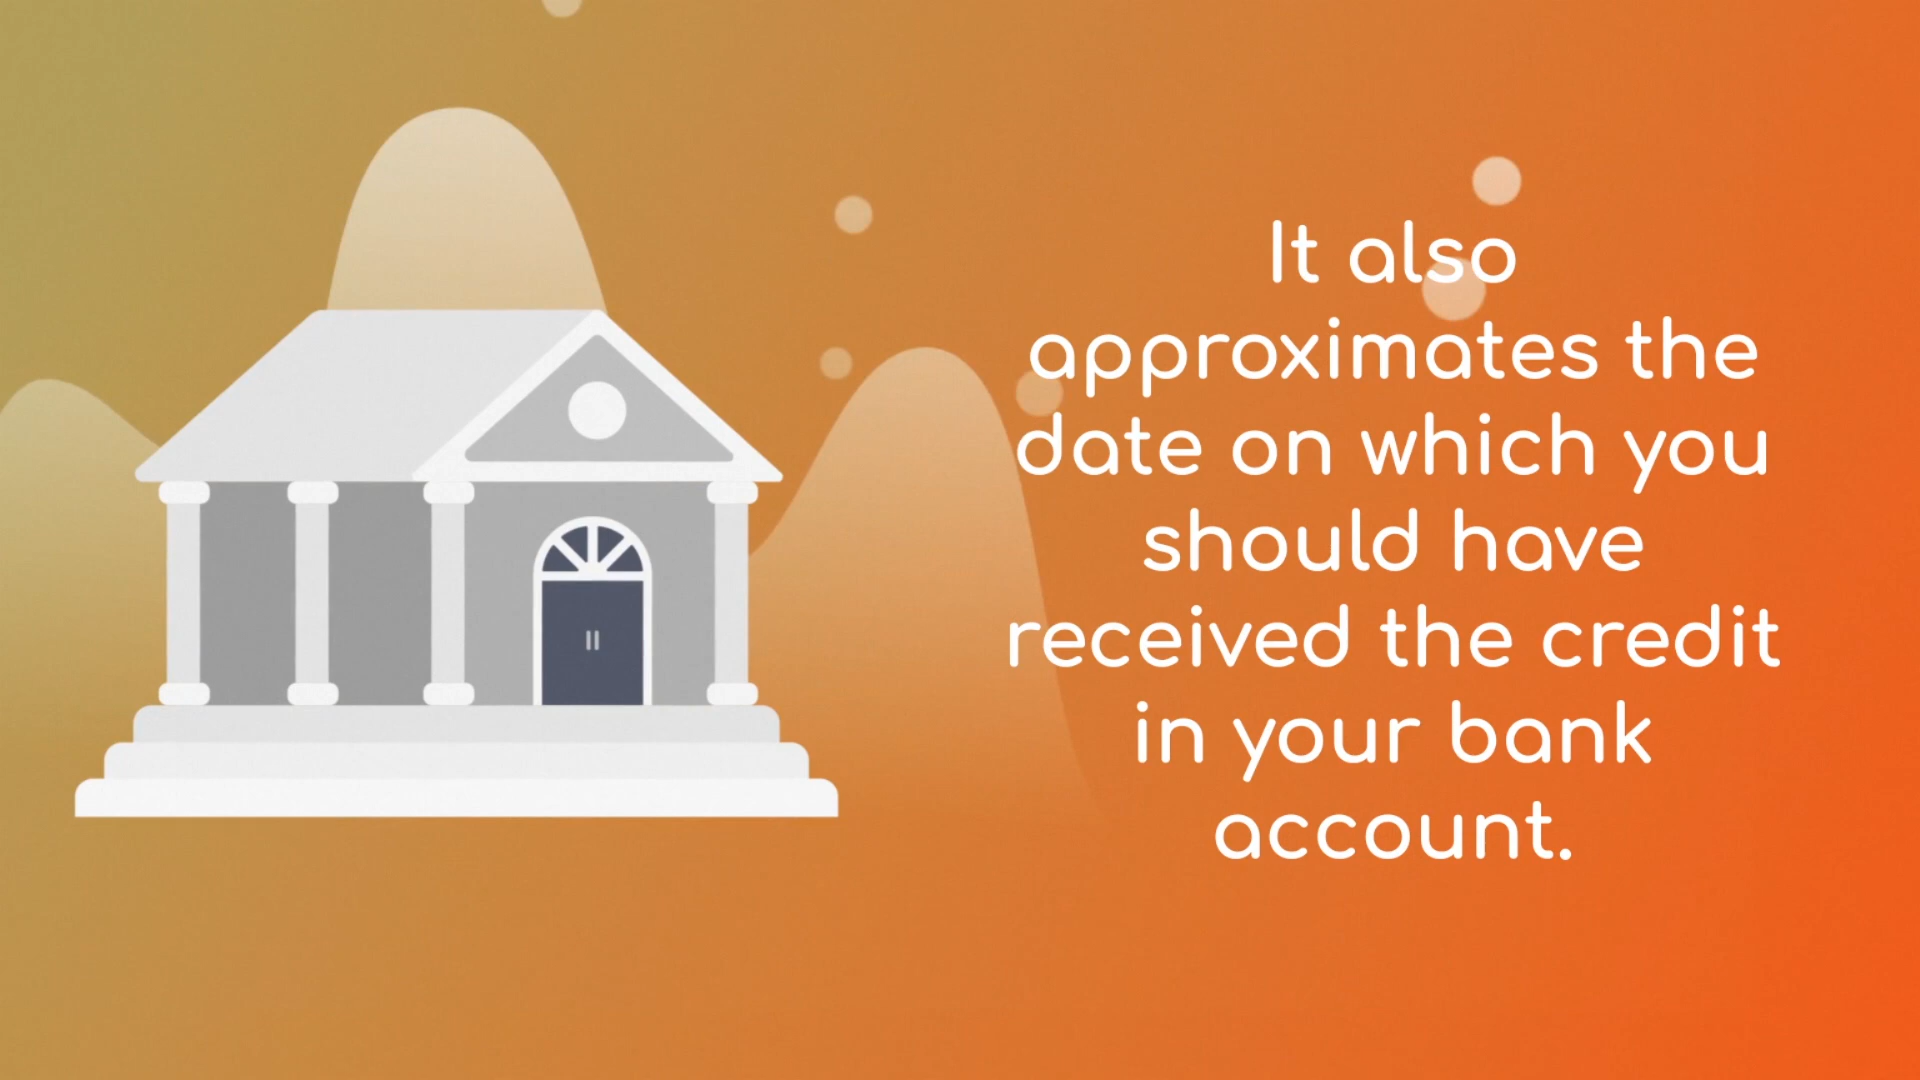 It also
approximates the
date on which you
should have
received the credit
in your bank
account.